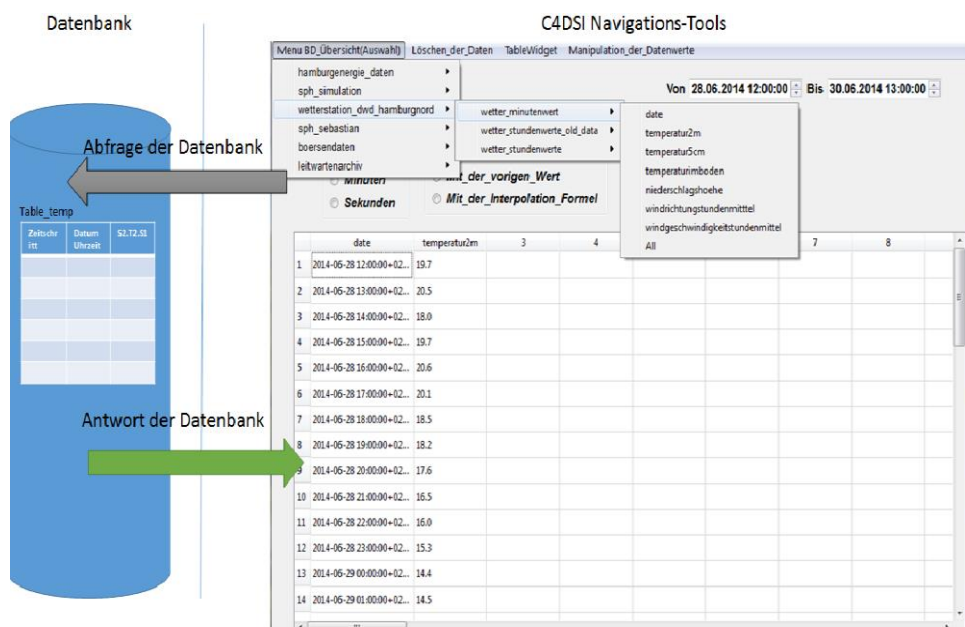 Datenbank
C4DSI Navigations-Tools
Menu BD_Übersicht(Auswahl) Löschen_der_Daten TableWidget Manipulation_der_Datenwerte
hamburgenergie_daten
sph_simulation
wetterstation_dwd_hamburgnord
sph_sebastian
boersendaten
leitwartenarchiv
wetter_minutenwert
wetter_stundenwerte_old_data
wetter_stundenwerte
date
temperatur2m
temperatur5cm
temperaturimboden
niederschlagshoehe
windrichtungstundenmitttel
windgeschwindigkeitstundenmittel
All
Von 28.06.2014 12:00:00 Bis 30.06.2014 13:00:00
Abfrage der Datenbank
Minuten
Sekunden
Mit_der_vorigen_Wert
Mit_der_Interpolation_Formel
Table_temp
Zeitschr
itt
Datum
Uhrzeit
S2.T2.S1
date temperatur2m 3 4 7 8
1 2014-06-28 12:00:00+02... 19.7
2 2014-06-28 13:00:00+02... 20.5
3 2014-06-28 14:00:00+02... 18.0
4 2014-06-28 15:00:00+02... 19.7
5 2014-06-28 16:00:00+02... 20.6
6 2014-06-28 17:00:00+02... 20.1
7 2014-06-28 18:00:00+02... 18.5
8 2014-06-28 19:00:00+02... 18.2
9 2014-06-28 20:00:00+02... 17.6
10 2014-06-28 21:00:00+02... 16.5
11 2014-06-28 22:00:00+02... 16.0
12 2014-06-28 23:00:00+02... 15.3
13 2014-06-29 00:00:00+02... 14.4
14 2014-06-29 01:00:00+02... 14.5
Antwort der Datenbank